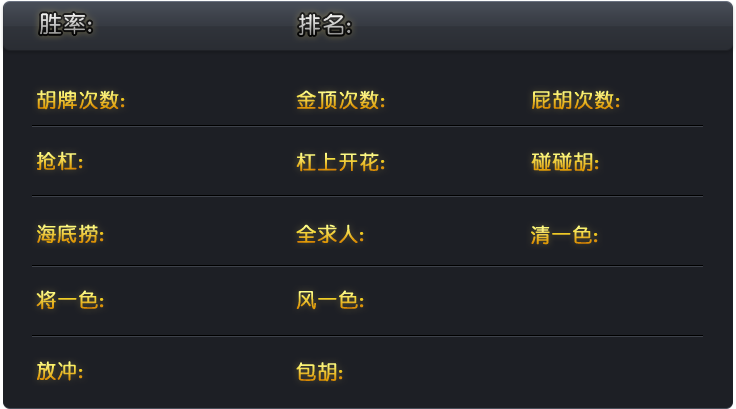 胜率: 排名:
胡牌次数: 金顶次数: 屁胡次数:
抢杠: 杠上开花: 碰碰胡:
海底捞: 全求人: 清一色:
将一色: 风一色:
放冲: 包胡: